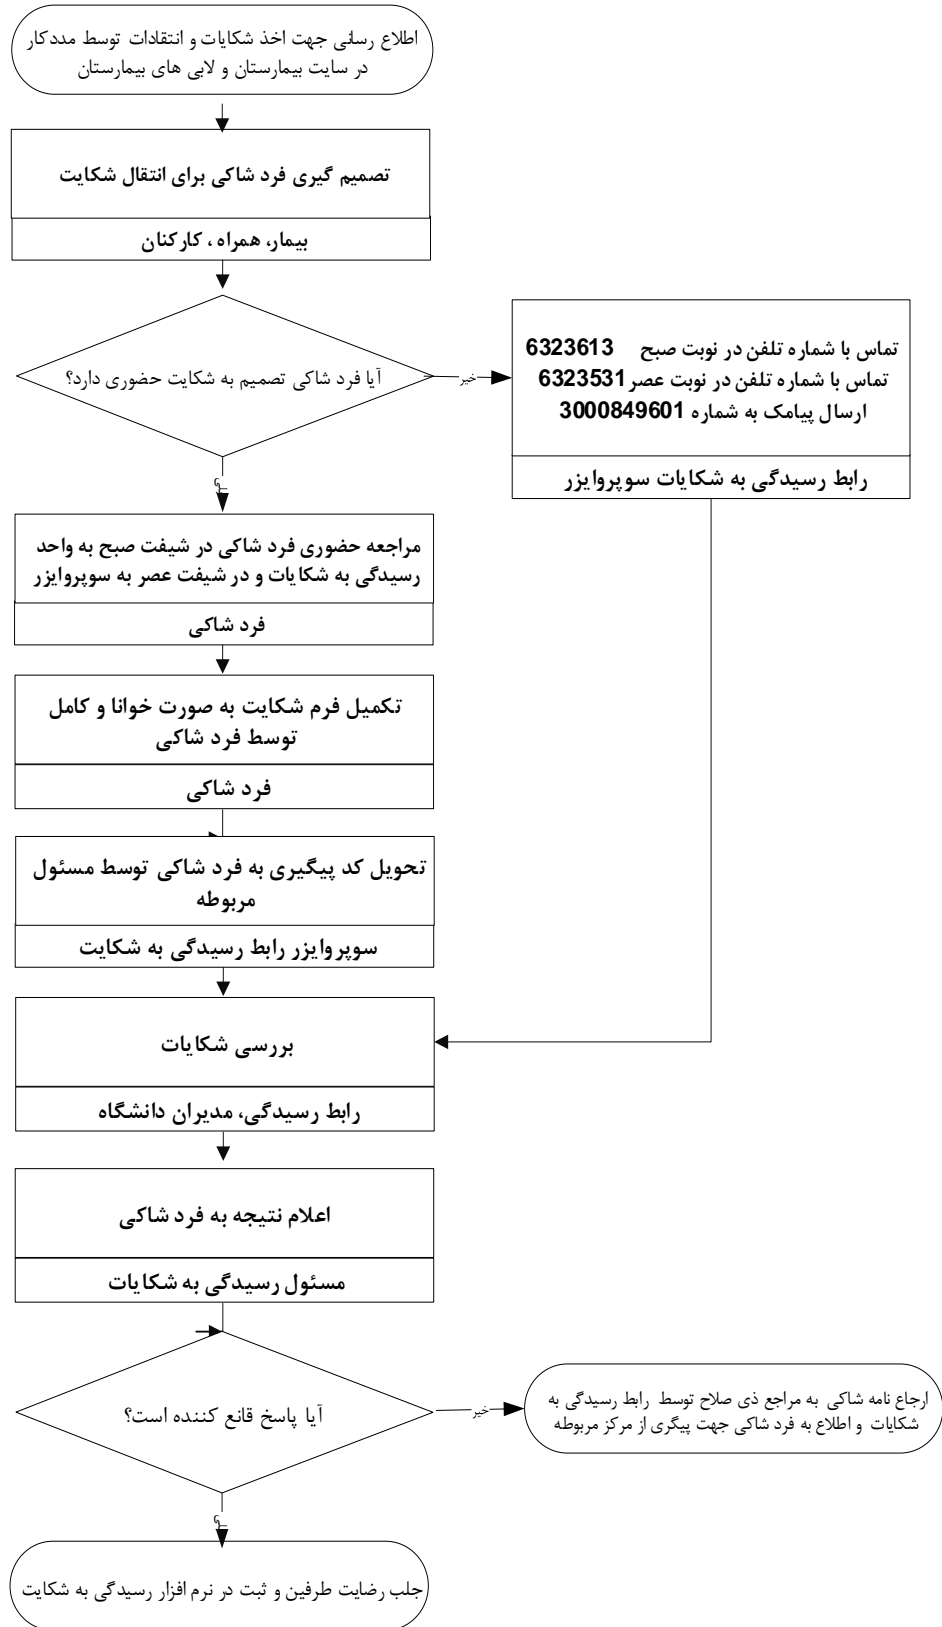 اطلاع رسانی جهت اخذ شکایات و انتقادات توسط مددکار
در سایت بیمارستان و لابی های بیمارستان
تصمیم گیری فرد شاکی برای انتقال شکایت
بیمار، همراه ، کارکنان
آیا فرد شاکی تصمیم به شکایت حضوری دارد؟
خیر
تماس با شماره تلفن در نوبت صبح 6323613
تماس با شماره تلفن در نوبت عصر 6323531
ارسال پیامک به شماره 3000849601
رابط رسیدگی به شکایات سوپروایزر
بلی
مراجعه حضوری فرد شاکی در شیفت صبح به واحد
رسیدگی به شکایات و در شیفت عصر به سوپروایزر
فرد شاکی
تکمیل فرم شکایت به صورت خوانا و کامل
توسط فرد شاکی
فرد شاکی
تحویل کد پیگیری به فرد شاکی توسط مسئول
مربوطه
سوپروایزر رابط رسیدگی به شکایت
بررسی شکایات
رابط رسیدگی، مدیران دانشگاه
اعلام نتیجه به فرد شاکی
مسئول رسیدگی به شکایات
آیا پاسخ قانع کننده است؟
خیر
ارجاع نامه شاکی به مراجع ذی صلاح توسط رابط رسیدگی به
شکایات و اطلاع به فرد شاکی جهت پیگری از مرکز مربوطه
بلی
جلب رضایت طرفین و ثبت در نرم افزار رسیدگی به شکایت